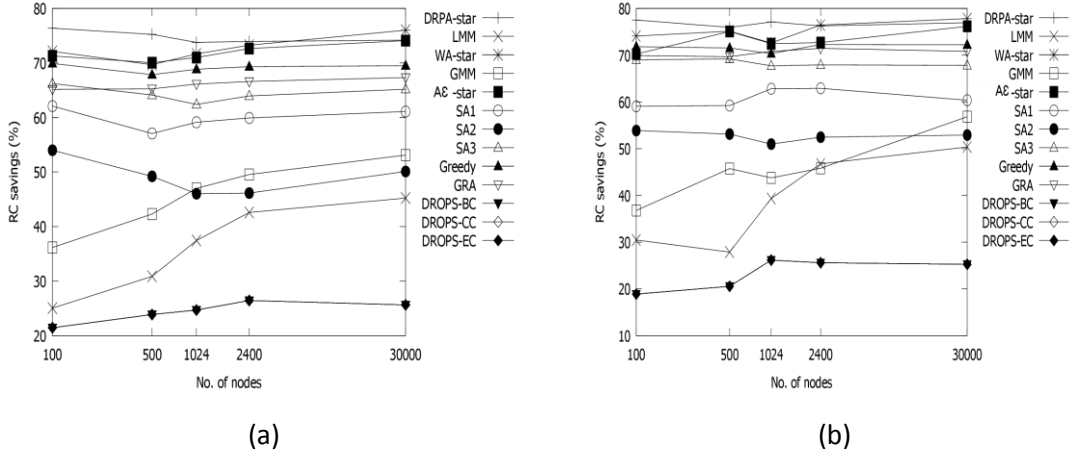 80
70
60
50
40
30
20
RC savings (%)
100
500
1024
2400
30000
No. of nodes
DRPA-star
LMM
WA-star
GMM
Aε-star
SA1
SA2
SA3
Greedy
GRA
DROPS-BC
DROPS-CC
DROPS-EC
(a)
80
70
60
50
40
30
20
10
RC savings (%)
100
500
1024
2400
30000
No. of nodes
DRPA-star
LMM
WA-star
GMM
Aε-star
SA1
SA2
SA3
Greedy
GRA
DROPS-BC
DROPS-CC
DROPS-EC
(b)